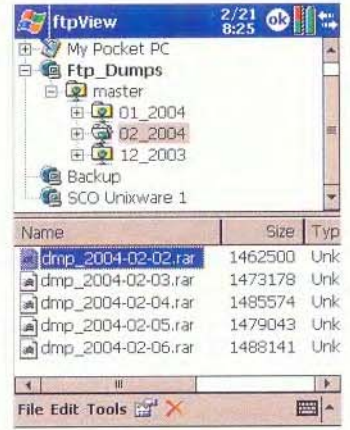 ftpView 2/21 8:25 ok
My Pocket PC
Ftp_Dumps
master
01_2004
02_2004
12_2003
Backup
SCO Unixware 1
Name Size Typ
dmp_2004-02-02.rar 1462500 Unk
dmp_2004-02-03.rar 1473178 Unk
dmp_2004-02-04.rar 1485574 Unk
dmp_2004-02-05.rar 1479043 Unk
dmp_2004-02-06.rar 1488141 Unk
File Edit Tools